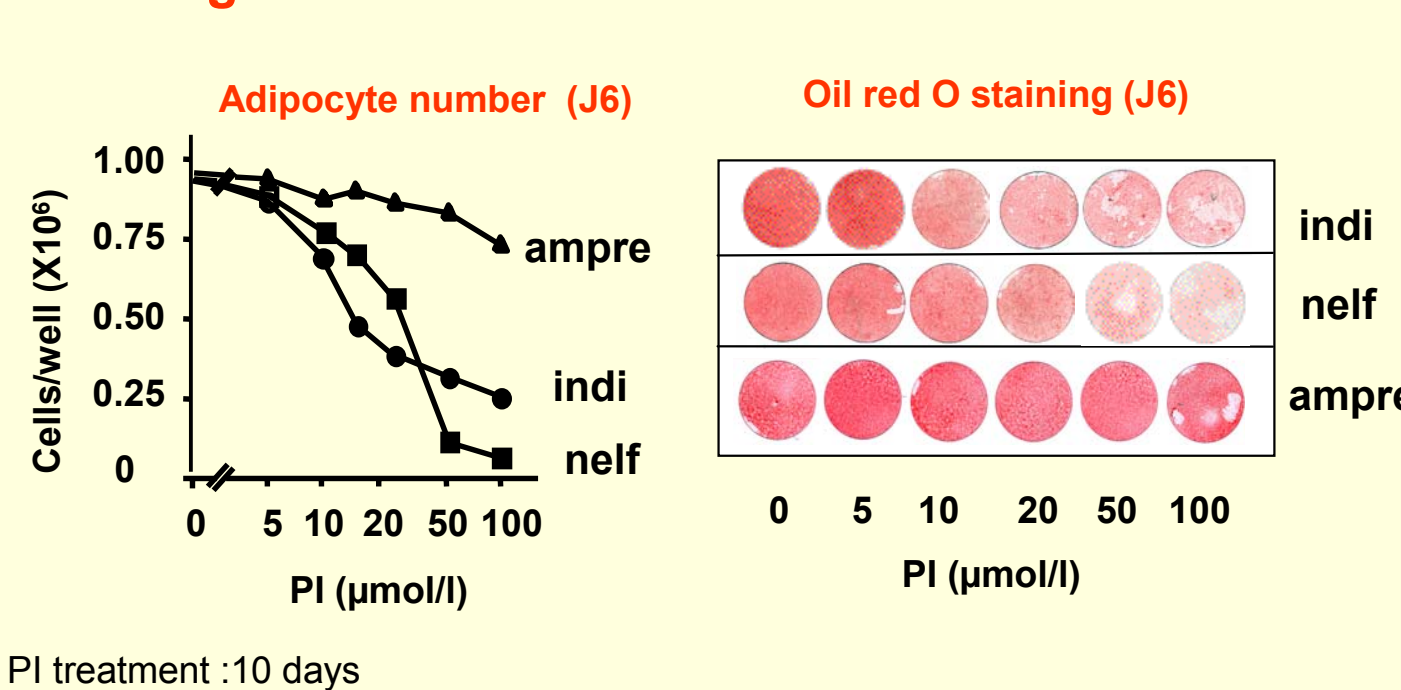 g
Adipocyte number (J6)
Cells/well (X10⁶)
1.00
0.75
0.50
0.25
0
ampre
indi
nelf
0 5 10 20 50 100
PI (µmol/l)
Oil red O staining (J6)
indi
nelf
ampre
0 5 10 20 50 100
PI (µmol/l)
PI treatment :10 days